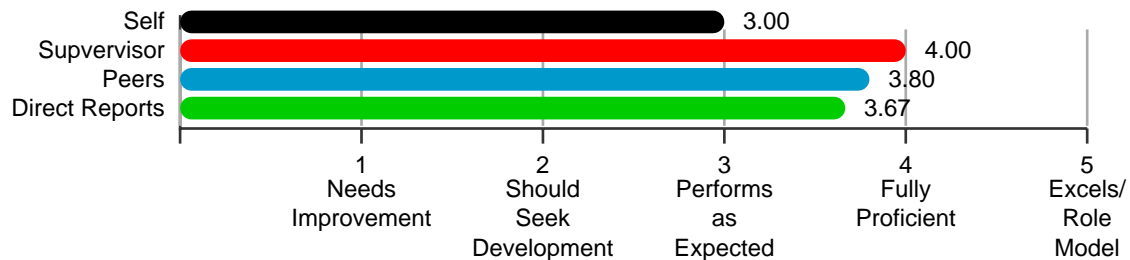 Self 3.00
Supvervisor 4.00
Peers 3.80
Direct Reports 3.67
1 2 3 4 5
Needs Should Performs Fully Excels/
Improvement Seek as Proficient Role
Development Expected Model